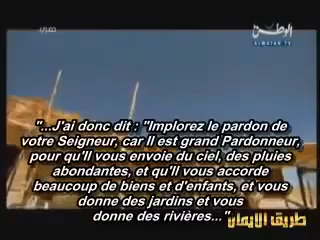 حصري
الوطن
ALWATAN TV
"...J'ai donc dit : "Implorez le pardon de
votre Seigneur, car Il est grand Pardonneur,
pour qu'Il vous envoie du ciel, des pluies
abondantes, et qu'Il vous accorde
beaucoup de biens et d'enfants, et vous
donne des jardins et vous
donne des rivières..."
طريق الايمان